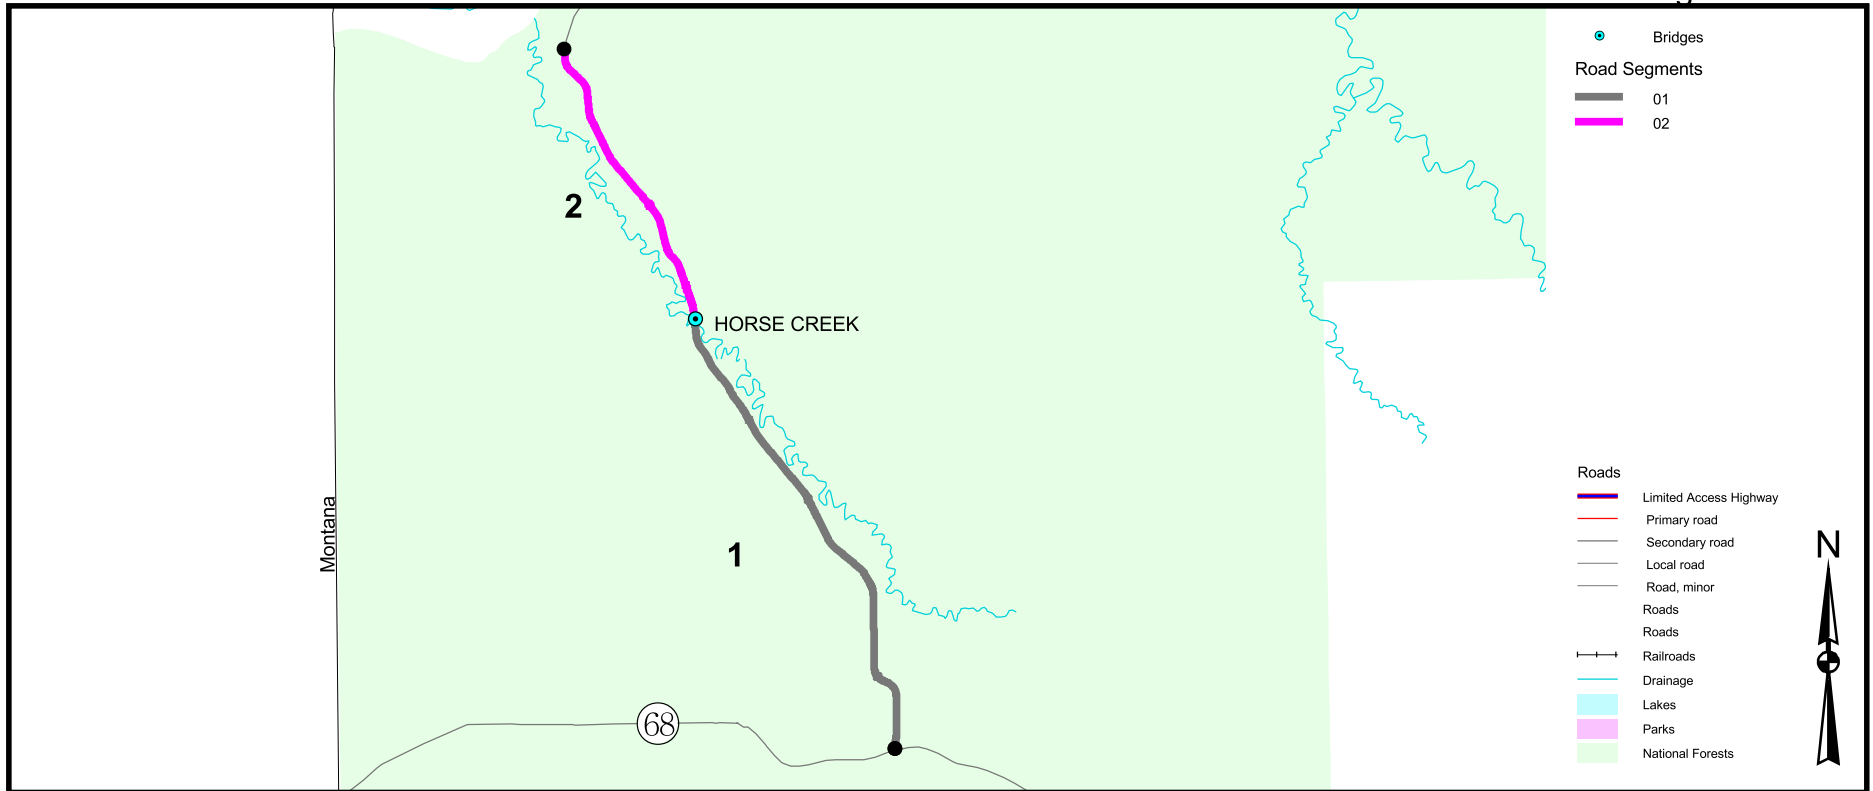 Bridges
Road Segments
01
02
2
HORSE CREEK
Montana
1
68
Roads
Limited Access Highway
Primary road
Secondary road
Local road
Road, minor
Roads
Roads
Railroads
Drainage
Lakes
Parks
National Forests
N